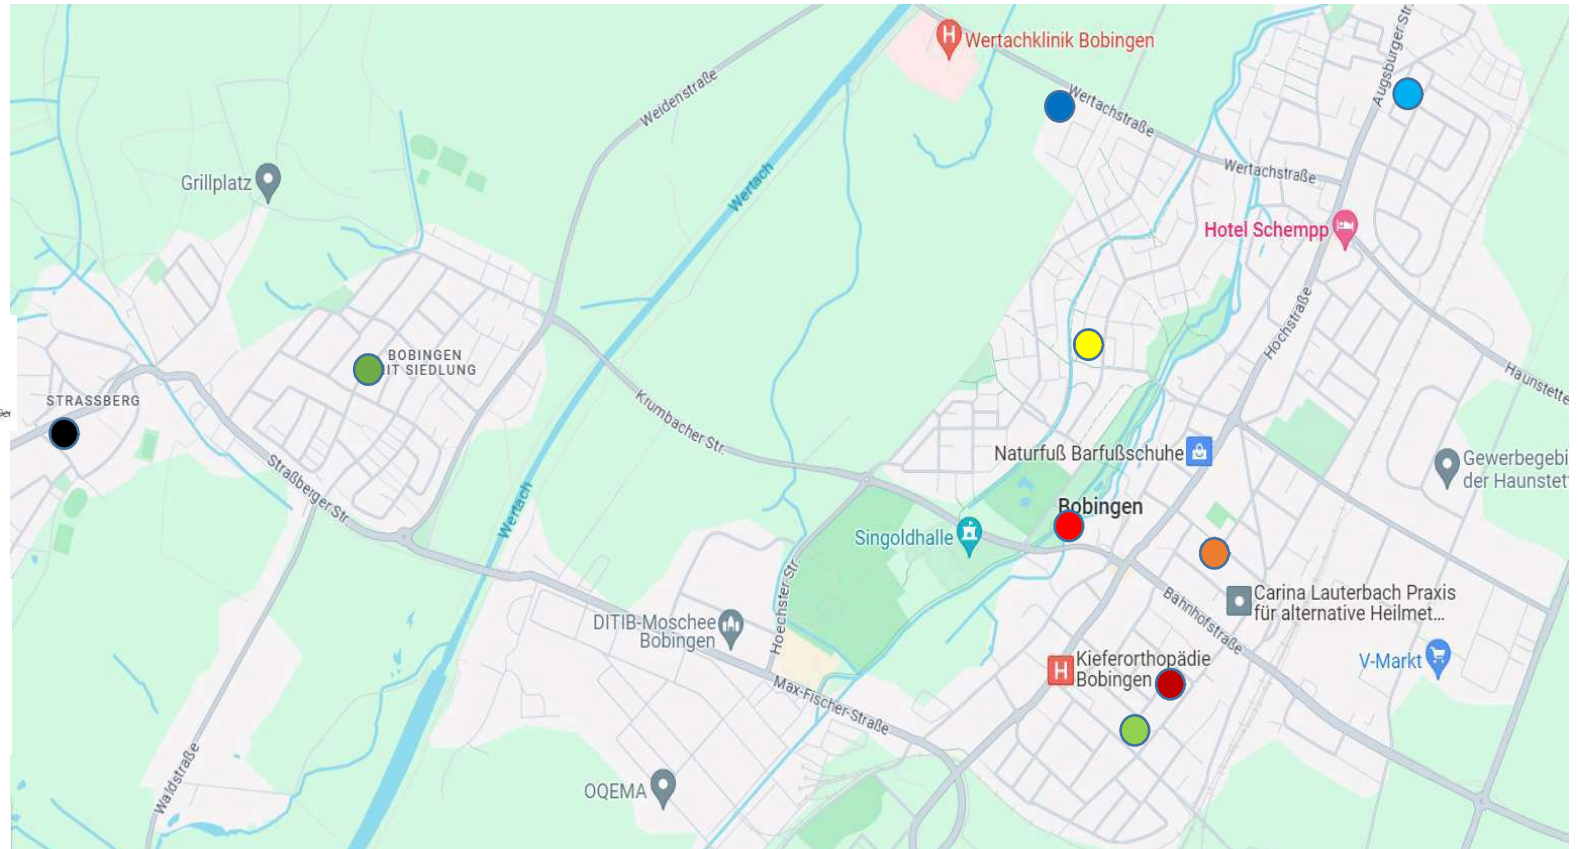 Wertachklinik Bobingen
Augsburger Str.
Weidenstraße
Wertachstraße
Grillplatz
Wertach
Wertachstraße
Hotel Schempp
Hochstraße
BOBINGEN
IT SIEDLUNG
STRASSBERG
Haunstette
Krumbacher Str.
Naturfuß Barfußschuhe
Gewerbegebi
der Haunstet
Straßberger Str.
Wertach
Bobingen
Singoldhalle
Hoechster Str.
Carina Lauterbach Praxis
für alternative Heilmet...
Bahnhofstraße
DITIB-Moschee
Bobingen
V-Markt
Kieferorthopädie
Bobingen
Max-Fischer-Straße
Waldstraße
OQEMA